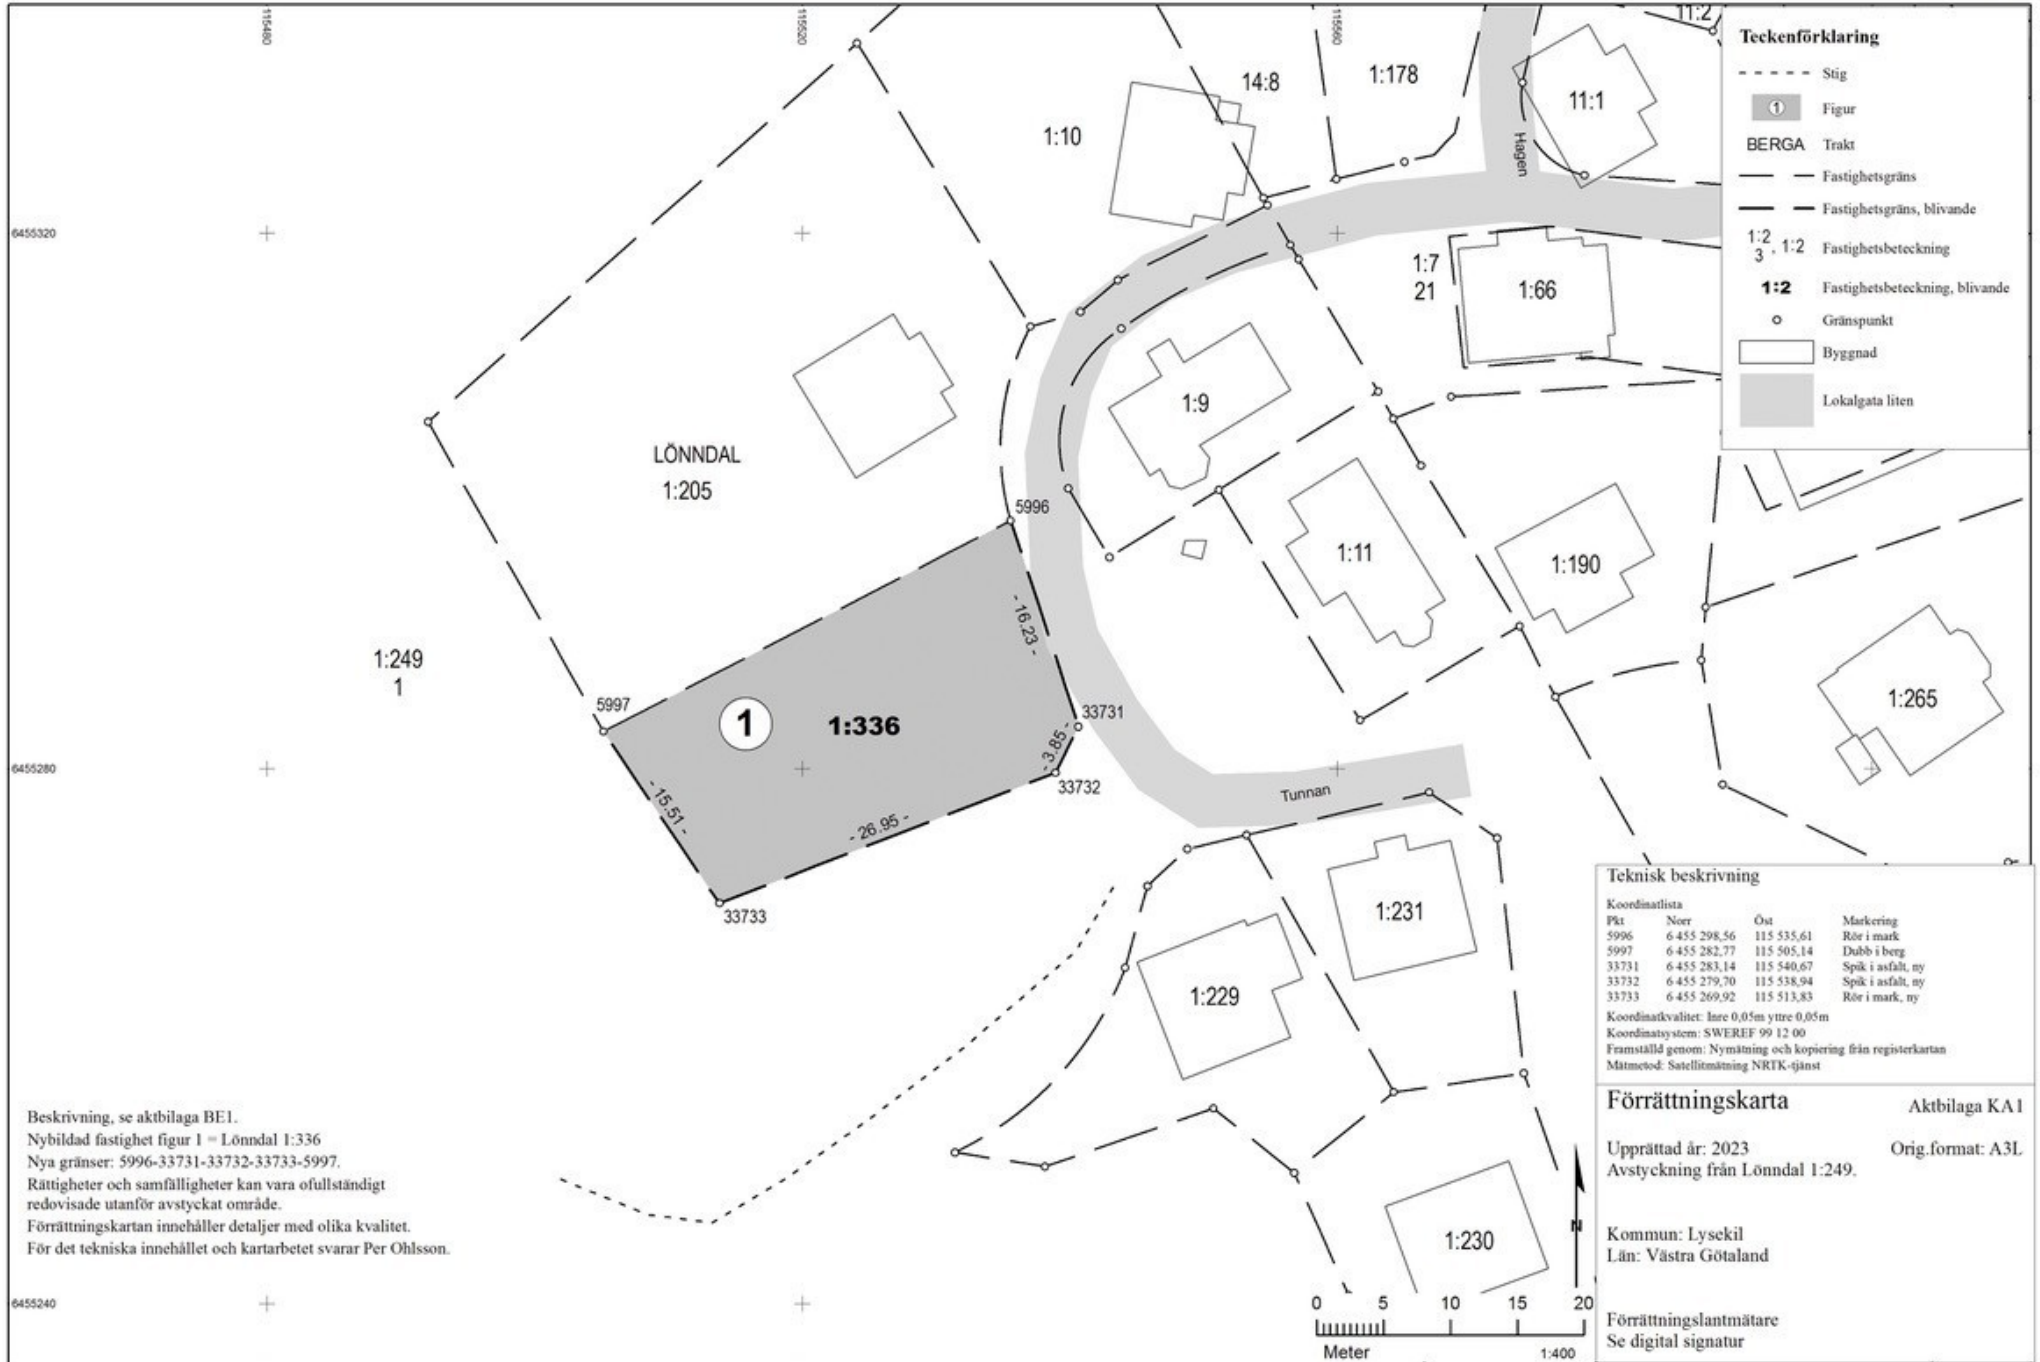 115480
115520
115560
11:2
14:8
1:178
11:1
1:10
Hagen
6455320
1:7
21
1:66
1:9
LÖNNDAL
1:205
5996
1:11
1:190
- 16.23 -
1:249
1
5997
1
1:336
33731
1:265
- 3.85 -
6455280
33732
- 15.51 -
- 26.95 -
Tunnan
33733
1:231
1:229
1:230
6455240
Teckenförklaring
Stig
1 Figur
BERGA Trakt
Fastighetsgräns
Fastighetsgräns, blivande
1:2
3 , 1:2 Fastighetsbeteckning
1:2 Fastighetsbeteckning, blivande
Gränspunkt
Byggnad
Lokalgata liten
Teknisk beskrivning
Koordinatlista
Pkt Norr Öst Markering
5996 6 455 298,56 115 535,61 Rör i mark
5997 6 455 282,77 115 505,14 Dubb i berg
33731 6 455 283,14 115 540,67 Spik i asfalt, ny
33732 6 455 279,70 115 538,94 Spik i asfalt, ny
33733 6 455 269,92 115 513,83 Rör i mark, ny
Koordinatkvalitet: Inre 0,05m yttre 0,05m
Koordinatsystem: SWEREF 99 12 00
Framställd genom: Nymätning och kopiering från registerkartan
Mätmetod: Satellitmätning NRTK-tjänst
Förrättningskarta Aktbilaga KA1
Upprättad år: 2023 Orig.format: A3L
Avstyckning från Lönndal 1:249.
Kommun: Lysekil
Län: Västra Götaland
Förrättningslantmätare
Se digital signatur
Beskrivning, se aktbilaga BE1.
Nybildad fastighet figur 1 = Lönndal 1:336
Nya gränser: 5996-33731-33732-33733-5997.
Rättigheter och samfälligheter kan vara ofullständigt
redovisade utanför avstyckat område.
Förrättningskartan innehåller detaljer med olika kvalitet.
För det tekniska innehållet och kartarbetet svarar Per Ohlsson.
N
0 5 10 15 20
Meter 1:400